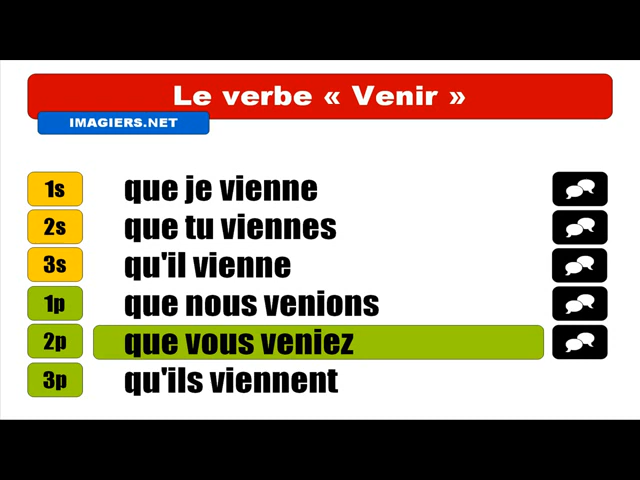 Le verbe « Venir »
IMAGIERS.NET
1s que je vienne
2s que tu viennes
3s qu'il vienne
1p que nous venions
2p que vous veniez
3p qu'ils viennent